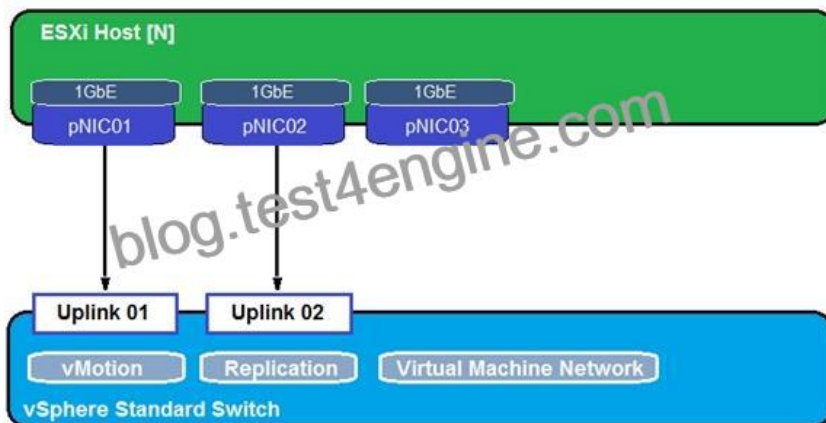 ESXi Host [N]
1GbE 1GbE 1GbE
pNIC01 pNIC02 pNIC03
blog.test4engine.com
Uplink 01 Uplink 02
vMotion Replication Virtual Machine Network
vSphere Standard Switch